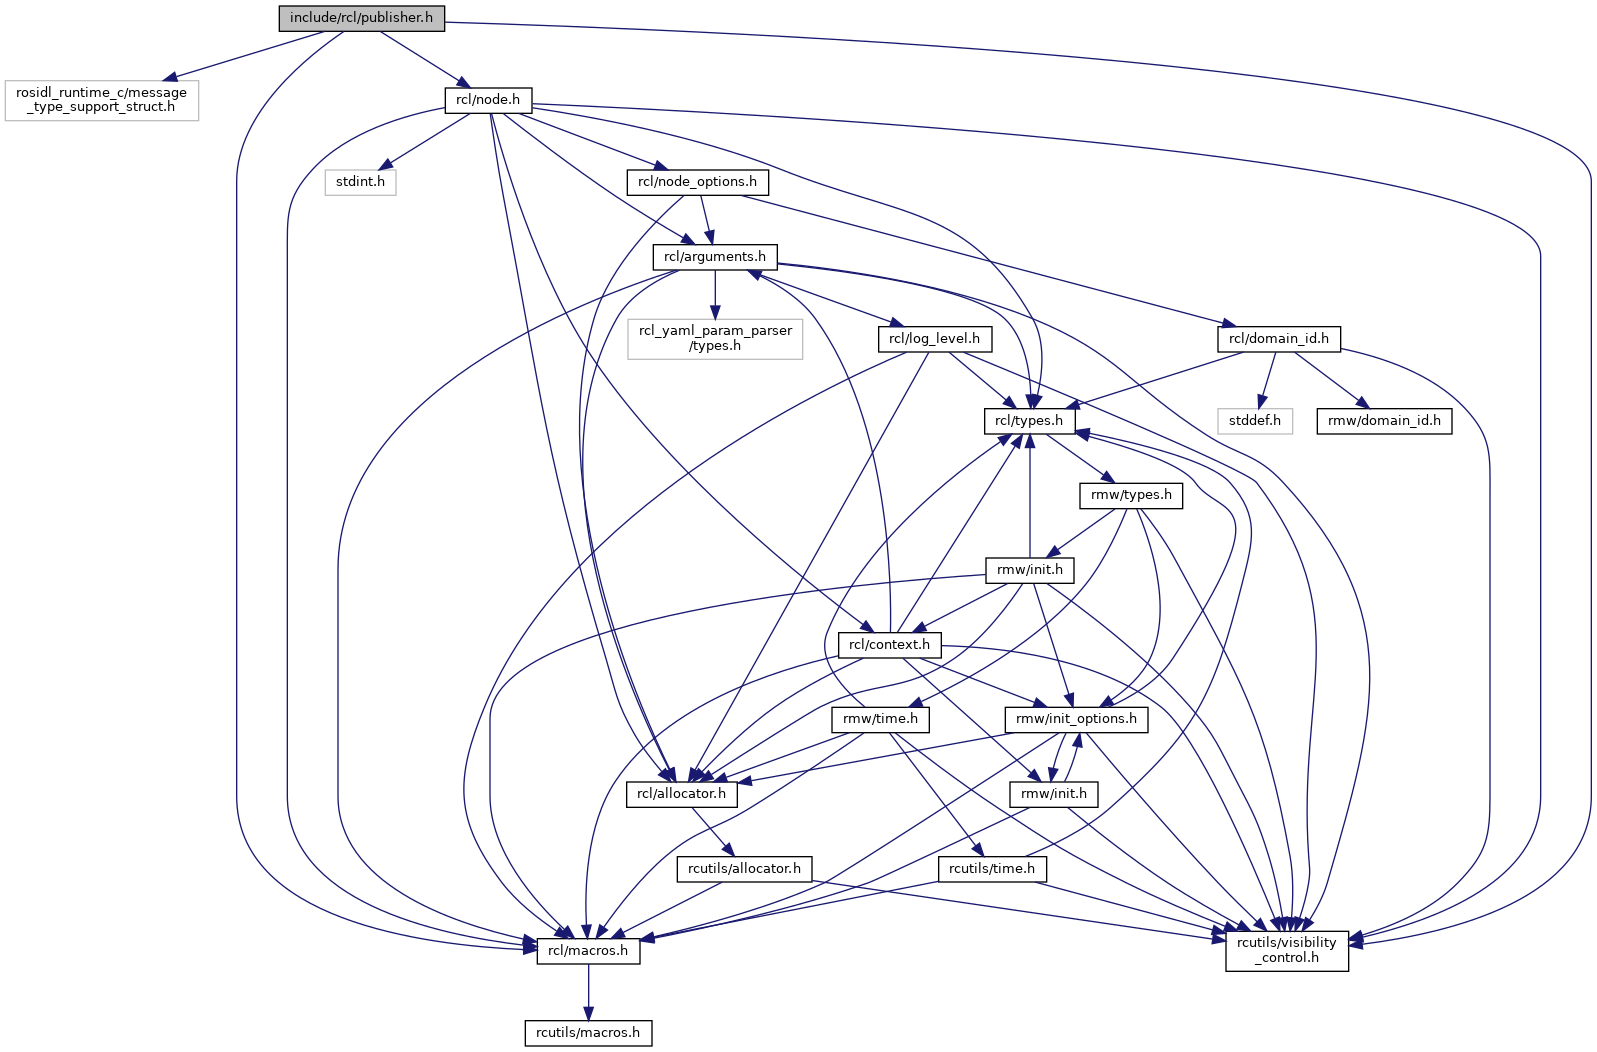 include/rcl/publisher.h
rosidl_runtime_c/message
_type_support_struct.h
rcl/node.h
stdint.h
rcl/node_options.h
rcl/arguments.h
rcl_yaml_param_parser
/types.h
rcl/log_level.h
rcl/domain_id.h
rcl/types.h
stddef.h
rmw/domain_id.h
rmw/types.h
rmw/init.h
rcl/context.h
rmw/time.h
rmw/init_options.h
rcl/allocator.h
rmw/init.h
rcutils/allocator.h
rcutils/time.h
rcl/macros.h
rcutils/visibility
_control.h
rcutils/macros.h